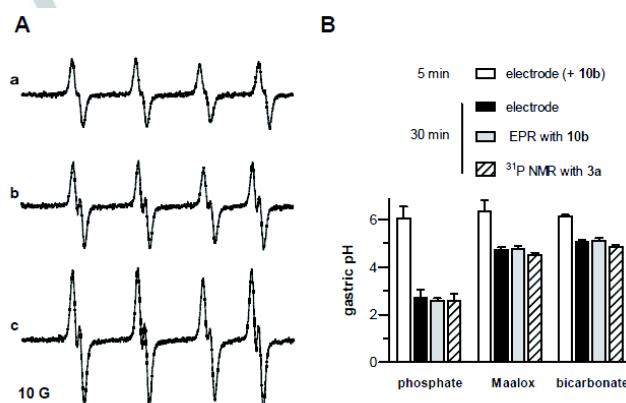 A
a
b
c
10 G
B
5 min electrode (+ 10b)
electrode
30 min EPR with 10b
³¹P NMR with 3a
gastric pH
6
4
2
0
phosphate Maalox bicarbonate